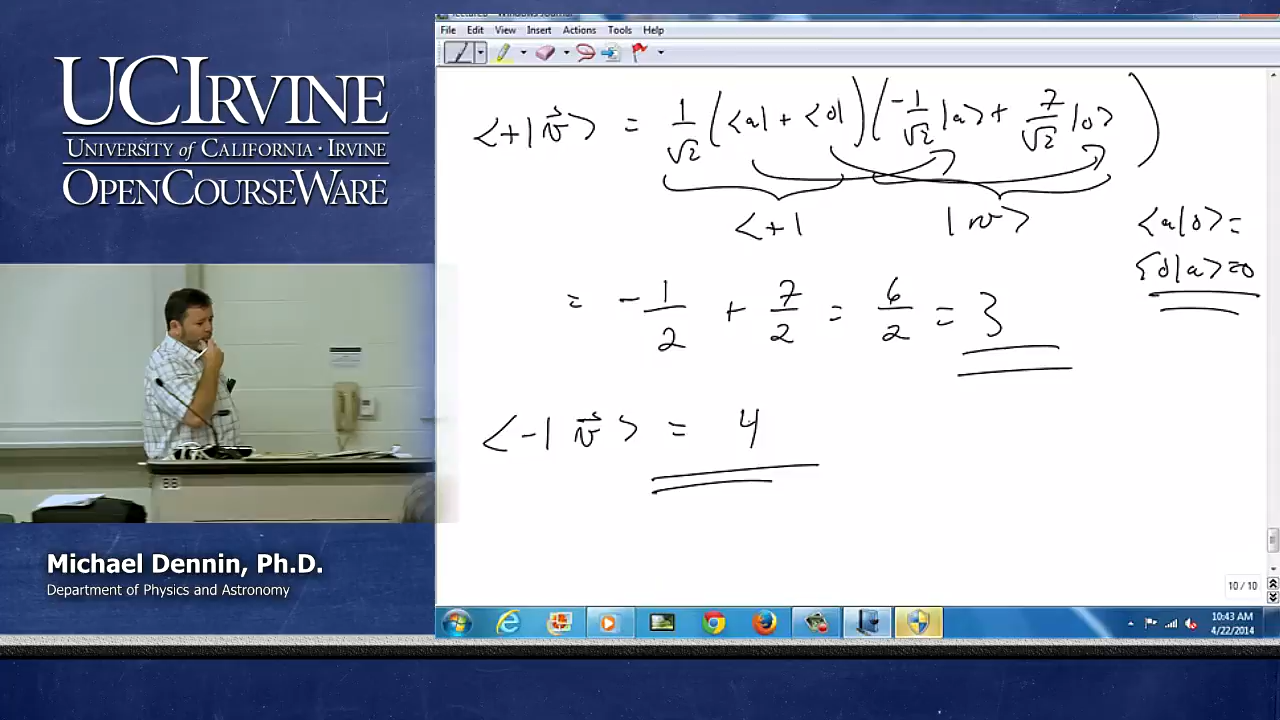 UCIRVINE
UNIVERSITY OF CALIFORNIA · IRVINE
OPENCOURSEWARE
Michael Dennin, Ph.D.
Department of Physics and Astronomy
File Edit View Insert Actions Tools Help
<+|v⃗> = 1/√2 (<a| + <o|)(-1/√2 |a> + 7/√2 |o>)
<+| |v>
<a|o> =
<o|a> = 0
= -1/2 + 7/2 = 6/2 = 3
<-|v⃗> = 4
10 / 10
10:43 AM
4/22/2014